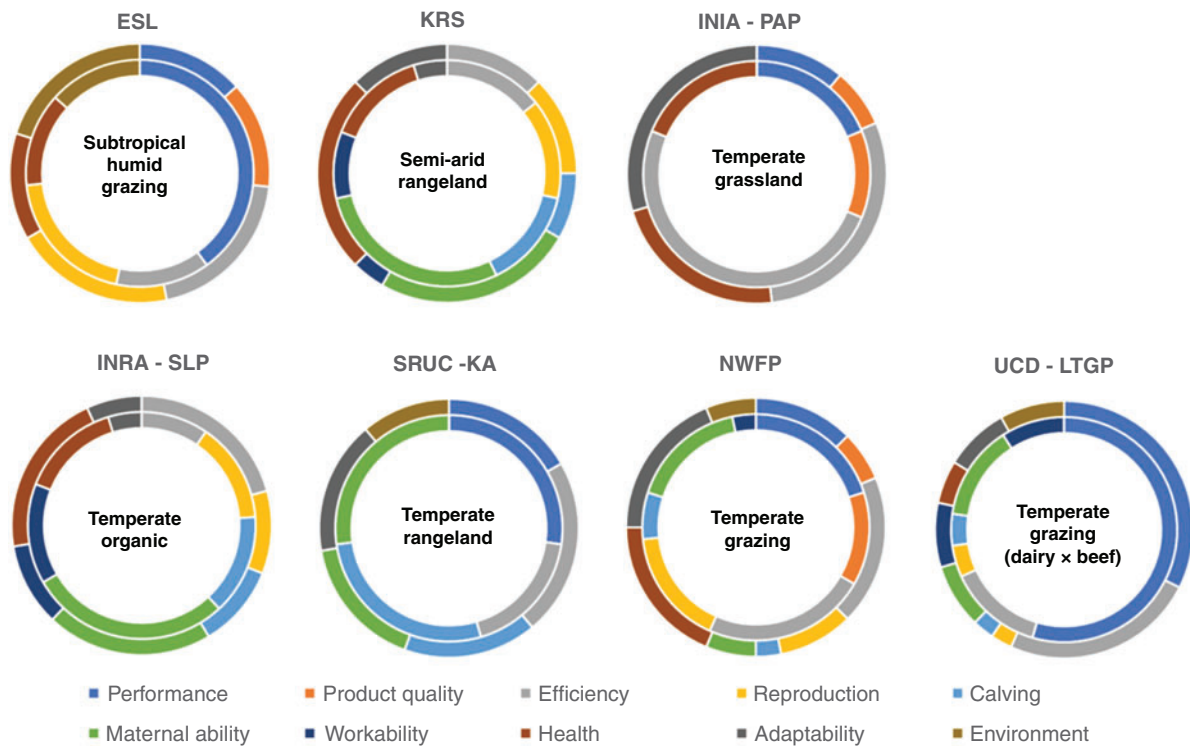 ESL
KRS
INIA - PAP
Subtropical
humid
grazing
Semi-arid
rangeland
Temperate
grassland
INRA - SLP
SRUC -KA
NWFP
UCD - LTGP
Temperate
organic
Temperate
rangeland
Temperate
grazing
Temperate
grazing
(dairy × beef)
Performance
Product quality
Efficiency
Reproduction
Calving
Maternal ability
Workability
Health
Adaptability
Environment